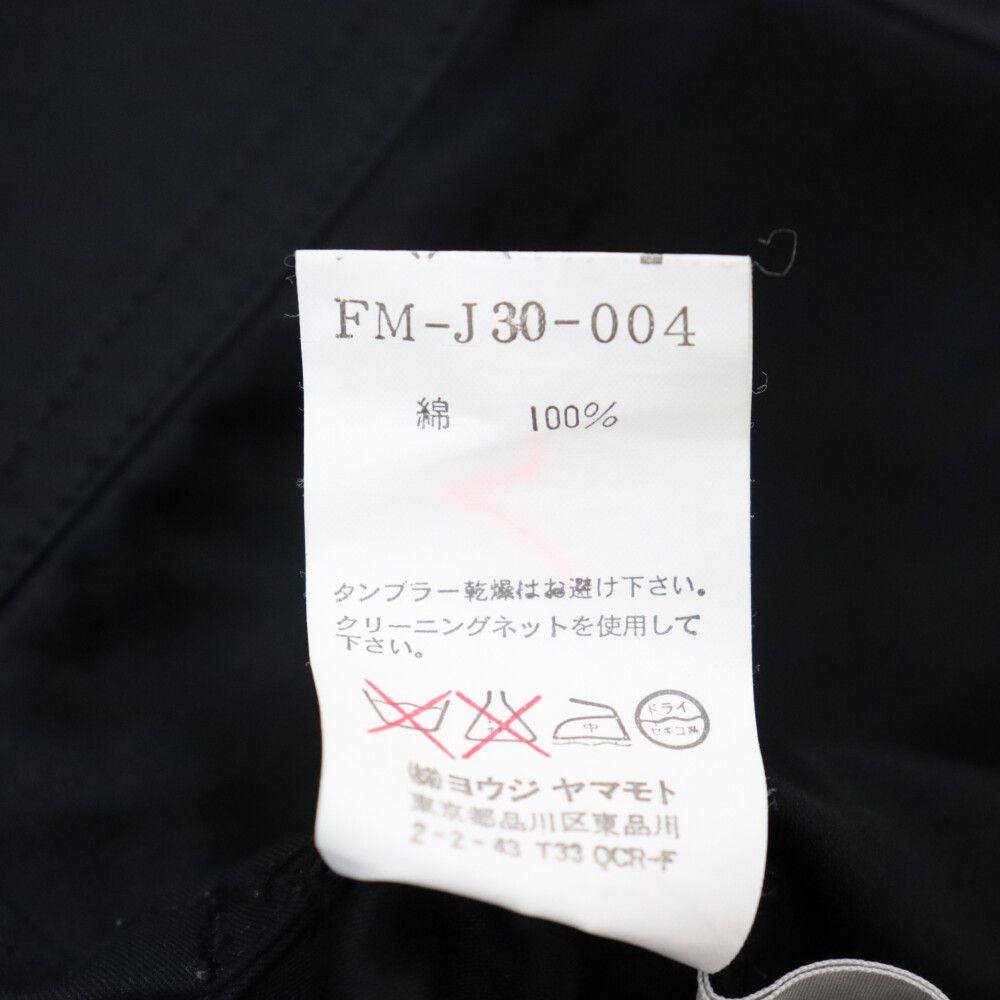 FM-J30-004
綿 100%
タンブラー乾燥はお避け下さい。
クリーニングネットを使用して
下さい。
中
ドライ
セキユ系
㈱ヨウジ ヤマモト
東京都品川区東品川
2-2-43 T33 QCR-F